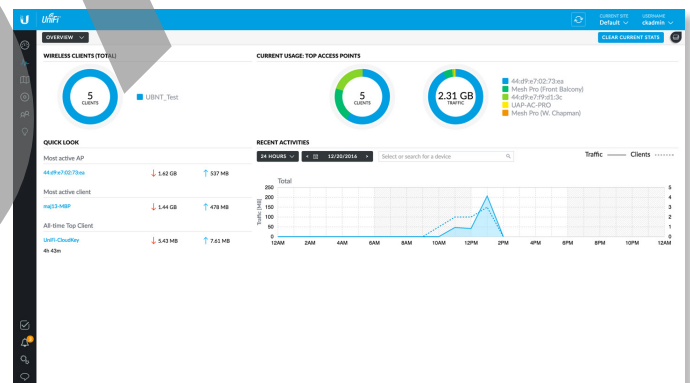 UniFi
CURRENT SITE
Default
USERNAME
ckadmin
OVERVIEW
CLEAR CURRENT STATS
WIRELESS CLIENTS (TOTAL)
5
CLIENTS
UBNT_Test
CURRENT USAGE: TOP ACCESS POINTS
5
CLIENTS
2.31 GB
TRAFFIC
44:d9:e7:02:73:ea
Mesh Pro (Front Balcony)
44:d9:e7:f9:d1:3c
UAP-AC-PRO
Mesh Pro (W. Chapman)
QUICK LOOK
Most active AP
44:d9:e7:02:73:ea ↓ 1.62 GB ↑ 537 MB
Most active client
maj13-MBP ↓ 1.44 GB ↑ 478 MB
All-time Top Client
UniFi-CloudKey ↓ 5.43 MB ↑ 7.61 MB
4h 43m
RECENT ACTIVITIES
24 HOURS 12/20/2016 Select or search for a device Traffic Clients
Total
Traffic [MB]
250 5
200 4
150 3
100 2
50 1
0 0
12AM 2AM 4AM 6AM 8AM 10AM 12PM 2PM 4PM 6PM 8PM 10PM 12AM